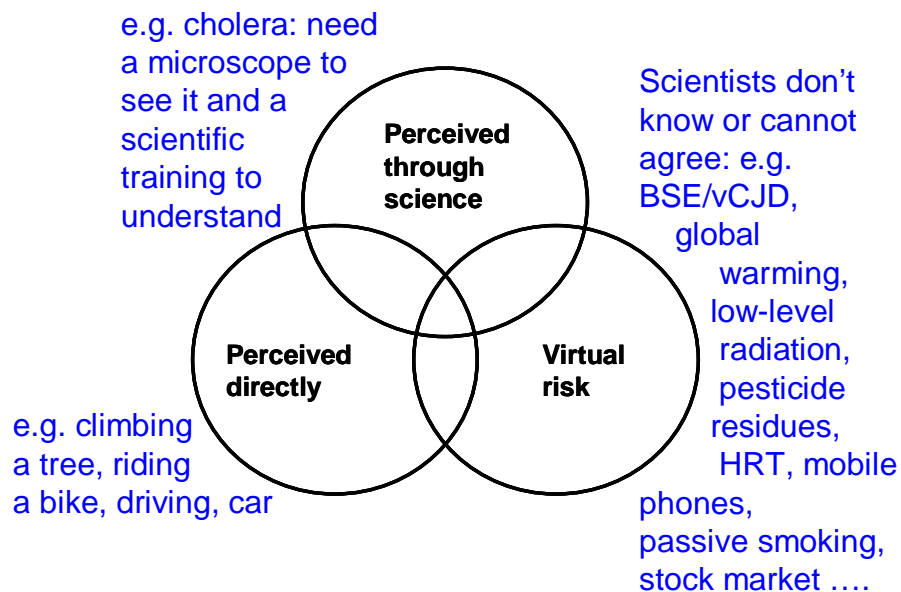 e.g. cholera: need
a microscope to
see it and a
scientific
training to
understand
Perceived
through
science
Scientists don’t
know or cannot
agree: e.g.
BSE/vCJD,
global
warming,
low-level
radiation,
pesticide
residues,
HRT, mobile
phones,
passive smoking,
stock market ….
Perceived
directly
Virtual
risk
e.g. climbing
a tree, riding
a bike, driving, car